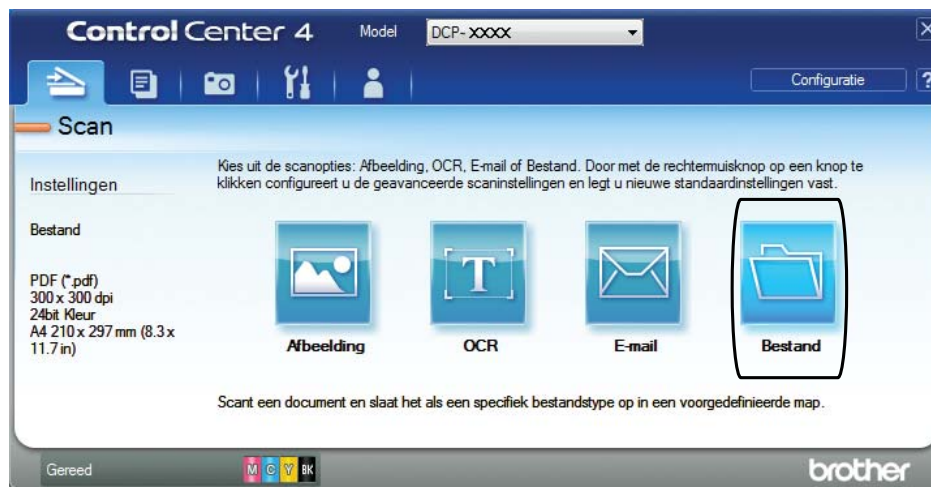 Control Center 4
Model
DCP- XXXX
X
Configuratie
?
Scan
Instellingen
Bestand
PDF (*.pdf)
300 x 300 dpi
24bit Kleur
A4 210 x 297 mm (8.3 x
11.7 in)
Kies uit de scanopties: Afbeelding, OCR, E-mail of Bestand. Door met de rechtermuisknop op een knop te
klikken configureert u de geavanceerde scaninstellingen en legt u nieuwe standaardinstellingen vast.
T
Afbeelding
OCR
E-mail
Bestand
Scant een document en slaat het als een specifiek bestandstype op in een voorgedefinieerde map.
Gereed
M C Y BK
brother